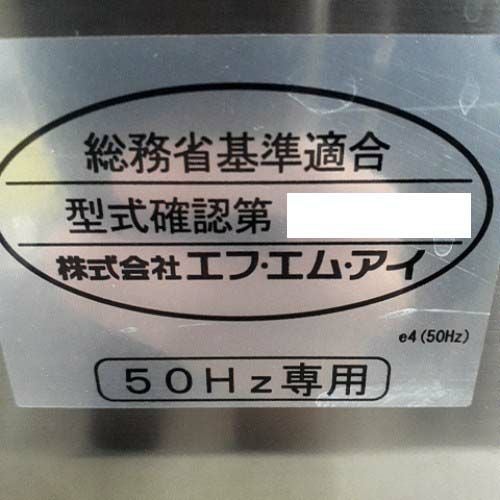 総務省基準適合
型式確認第
株式会社エフ・エム・アイ
e4(50Hz)
50Hz専用